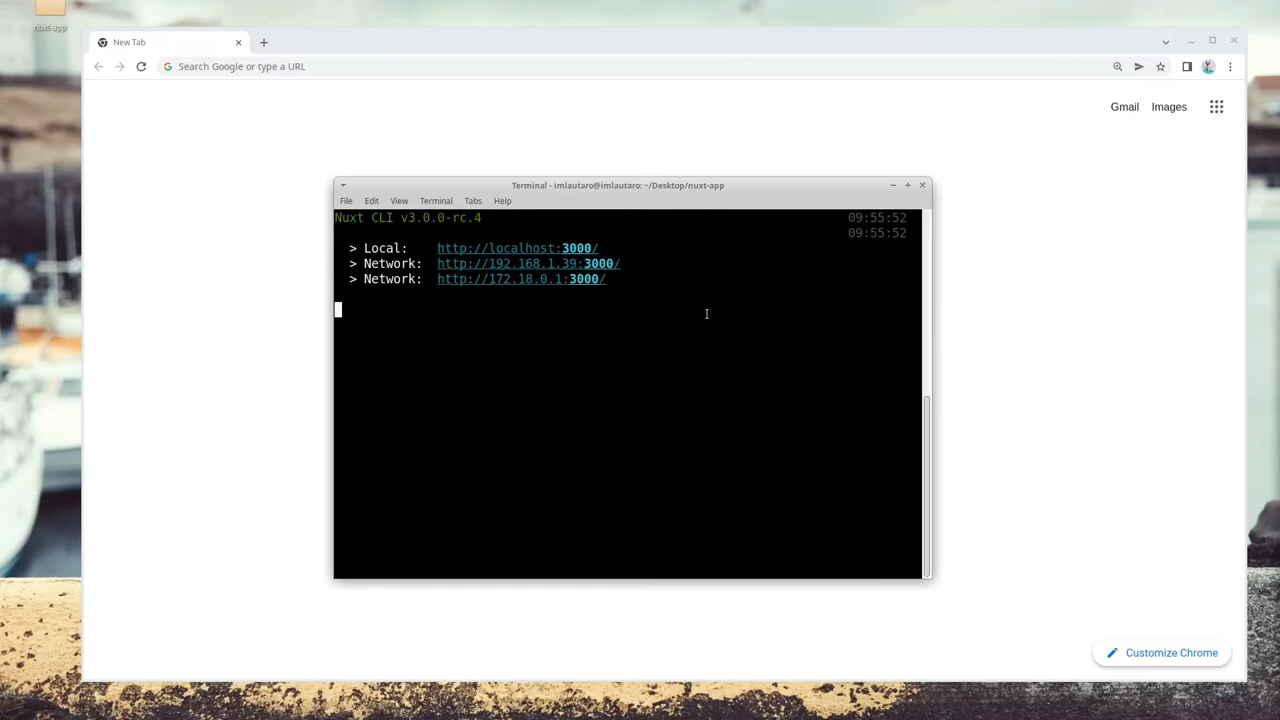 nuxt-app
New Tab
Search Google or type a URL
Gmail Images
Terminal - imlautaro@imlautaro: ~/Desktop/nuxt-app
File Edit View Terminal Tabs Help
Nuxt CLI v3.0.0-rc.4 09:55:52
09:55:52
> Local: http://localhost:3000/
> Network: http://192.168.1.39:3000/
> Network: http://172.18.0.1:3000/
Customize Chrome